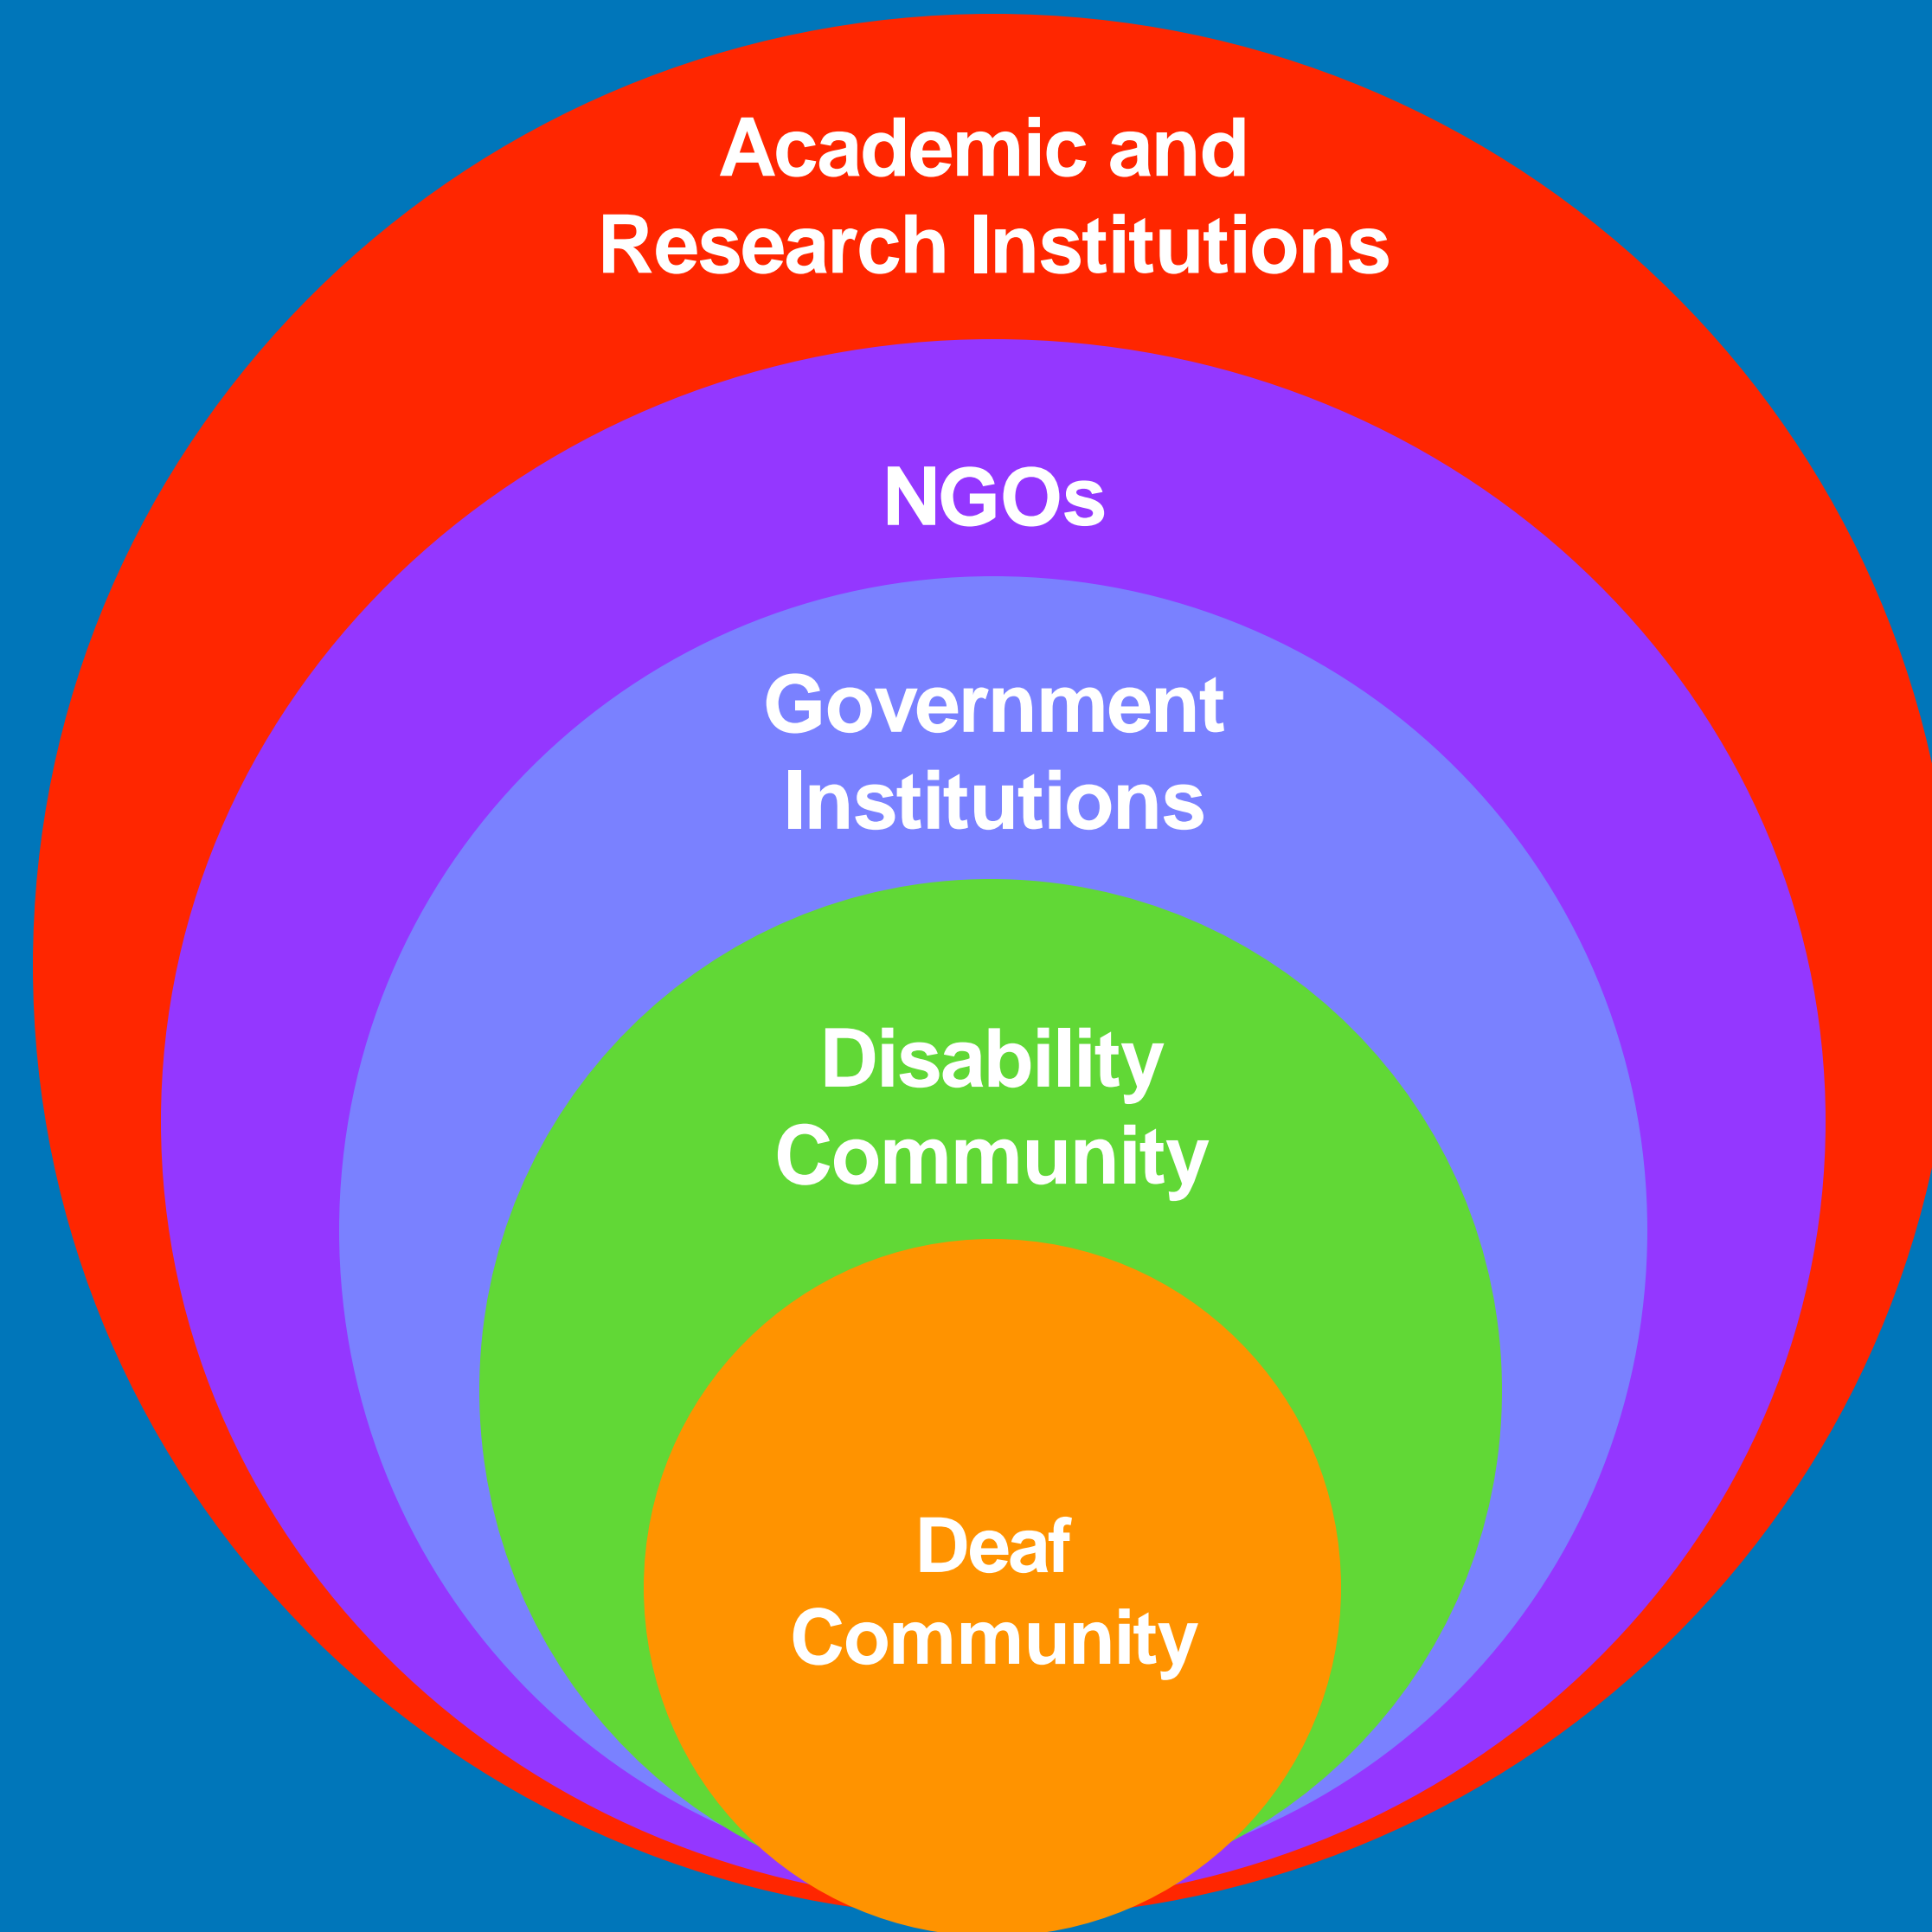 Academic and
Research Institutions
NGOs
Government
Institutions
Disability
Community
Deaf
Community